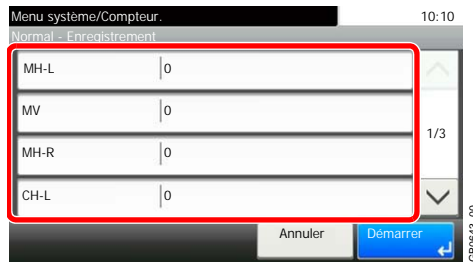 Menu système/Compteur. 10:10
Normal - Enregistrement
MH-L 0
MV 0
1/3
MH-R 0
CH-L 0
Annuler Démarrer
GB0643_00